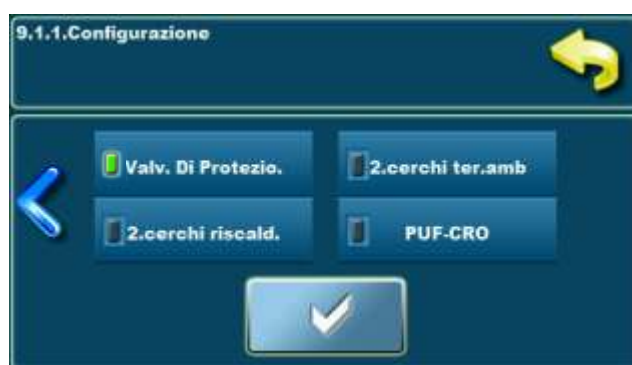 9.1.1.Configurazione
Valv. Di Protezio.
2.cerchi ter.amb
2.cerchi riscald.
PUF-CRO